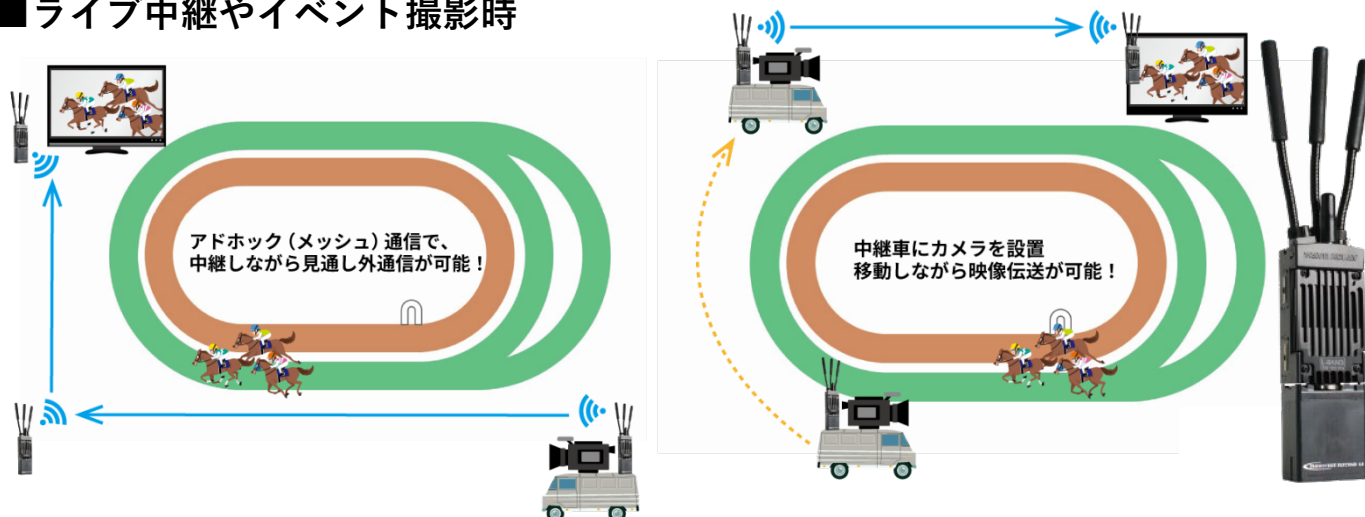 ■ライブ中継やイベント撮影時
アドホック（メッシュ）通信で、
中継しながら見通し外通信が可能！
中継車にカメラを設置
移動しながら映像伝送が可能！